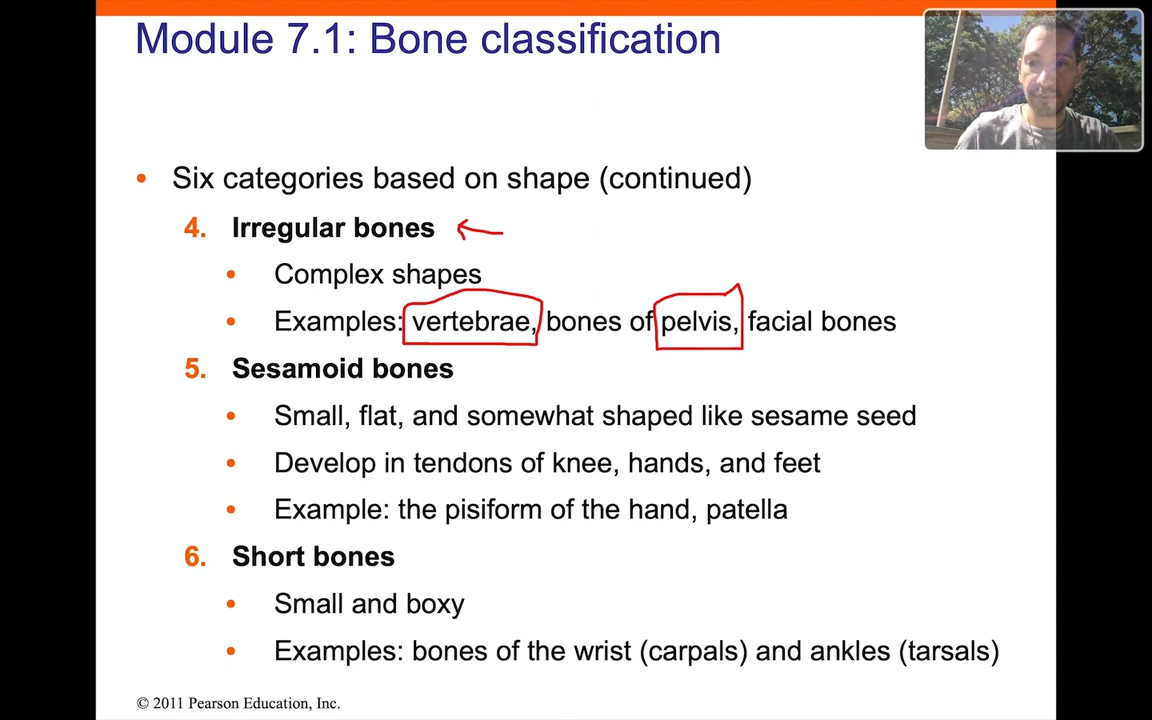 Module 7.1: Bone classification
• Six categories based on shape (continued)
4. Irregular bones
• Complex shapes
• Examples: vertebrae, bones of pelvis, facial bones
5. Sesamoid bones
• Small, flat, and somewhat shaped like sesame seed
• Develop in tendons of knee, hands, and feet
• Example: the pisiform of the hand, patella
6. Short bones
• Small and boxy
• Examples: bones of the wrist (carpals) and ankles (tarsals)
© 2011 Pearson Education, Inc.